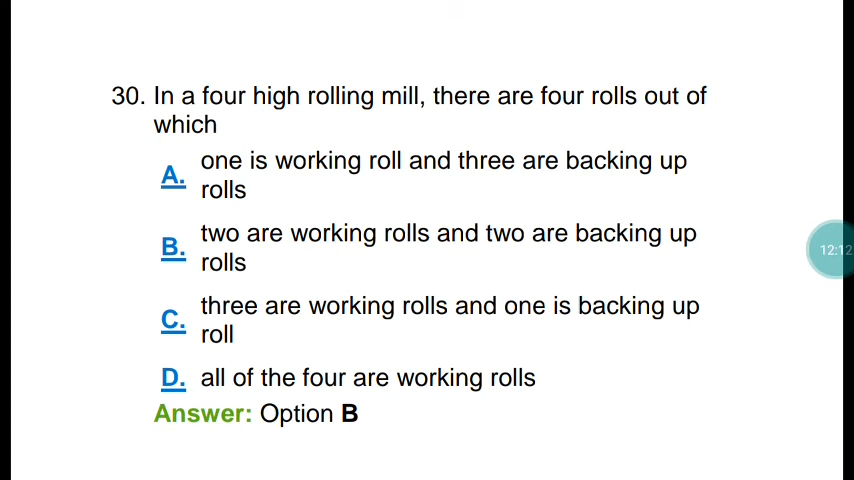 30. In a four high rolling mill, there are four rolls out of
which
A. one is working roll and three are backing up
rolls
B. two are working rolls and two are backing up
rolls
C. three are working rolls and one is backing up
roll
D. all of the four are working rolls
Answer: Option B
12:12